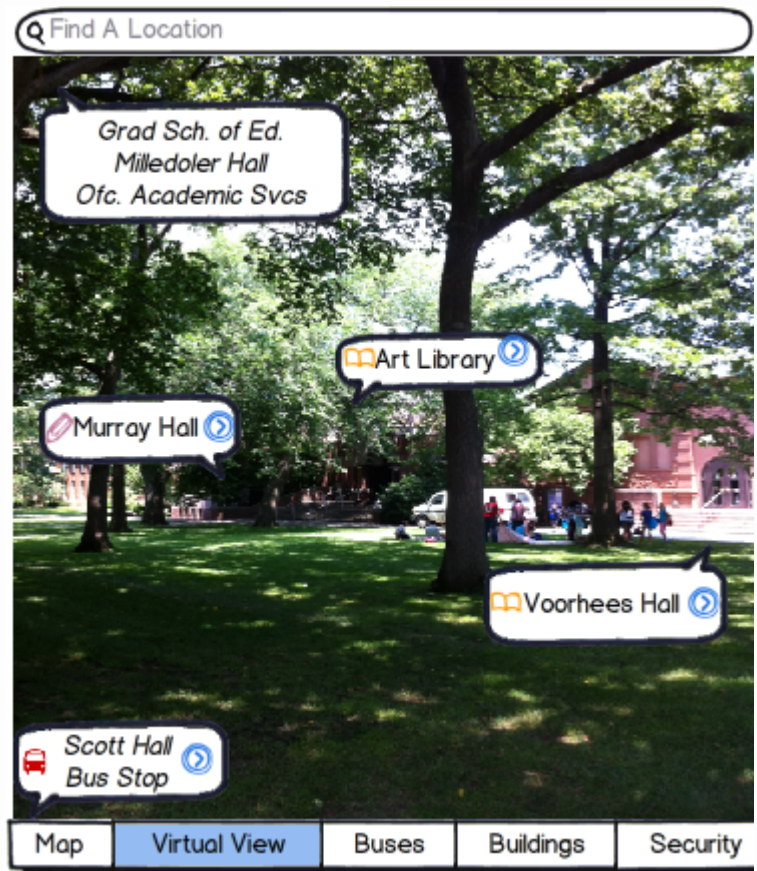 Find A Location
Grad Sch. of Ed.
Milledoler Hall
Ofc. Academic Svcs
Art Library
Murray Hall
Voorhees Hall
Scott Hall
Bus Stop
Map
Virtual View
Buses
Buildings
Security